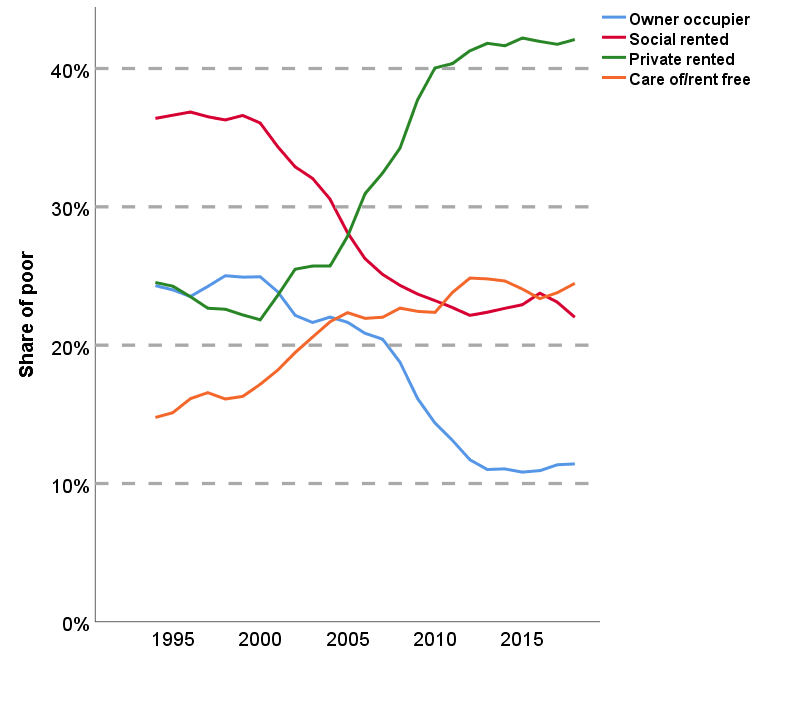 Owner occupier
Social rented
Private rented
Care of/rent free
Share of poor
40%
30%
20%
10%
0%
1995 2000 2005 2010 2015